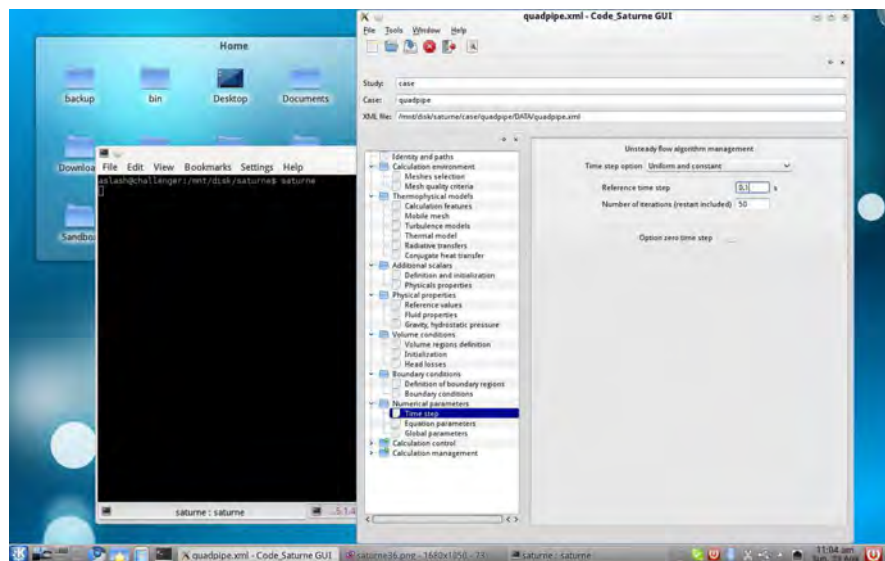 Home
backup
bin
Desktop
Documents
Downloa
Sandbo
File Edit View Bookmarks Settings Help
aslash@challenger:/mnt/disk/saturne$ saturne
saturne : saturne
quadpipe.xml - Code_Saturne GUI
File Tools Window Help
Study: case
Case: quadpipe
XML file: /mnt/disk/saturne/case/quadpipe/DATA/quadpipe.xml
Identity and paths
Calculation environment
Meshes selection
Mesh quality criteria
Thermophysical models
Calculation features
Mobile mesh
Turbulence models
Thermal model
Radiative transfers
Conjugate heat transfer
Additional scalars
Definition and initialization
Physicals properties
Physical properties
Reference values
Fluid properties
Gravity, hydrostatic pressure
Volume conditions
Volume regions definition
Initialization
Head losses
Boundary conditions
Definition of boundary regions
Boundary conditions
Numerical parameters
Time step
Equation parameters
Global parameters
Calculation control
Calculation management
Unsteady flow algorithm management
Time step option Uniform and constant
Reference time step 0.1 s
Number of iterations (restart included) 50
Option zero time step
quadpipe.xml - Code_Saturne GUI
saturne36.png - 1680x1050 - 73
saturne : saturne
11:04 am